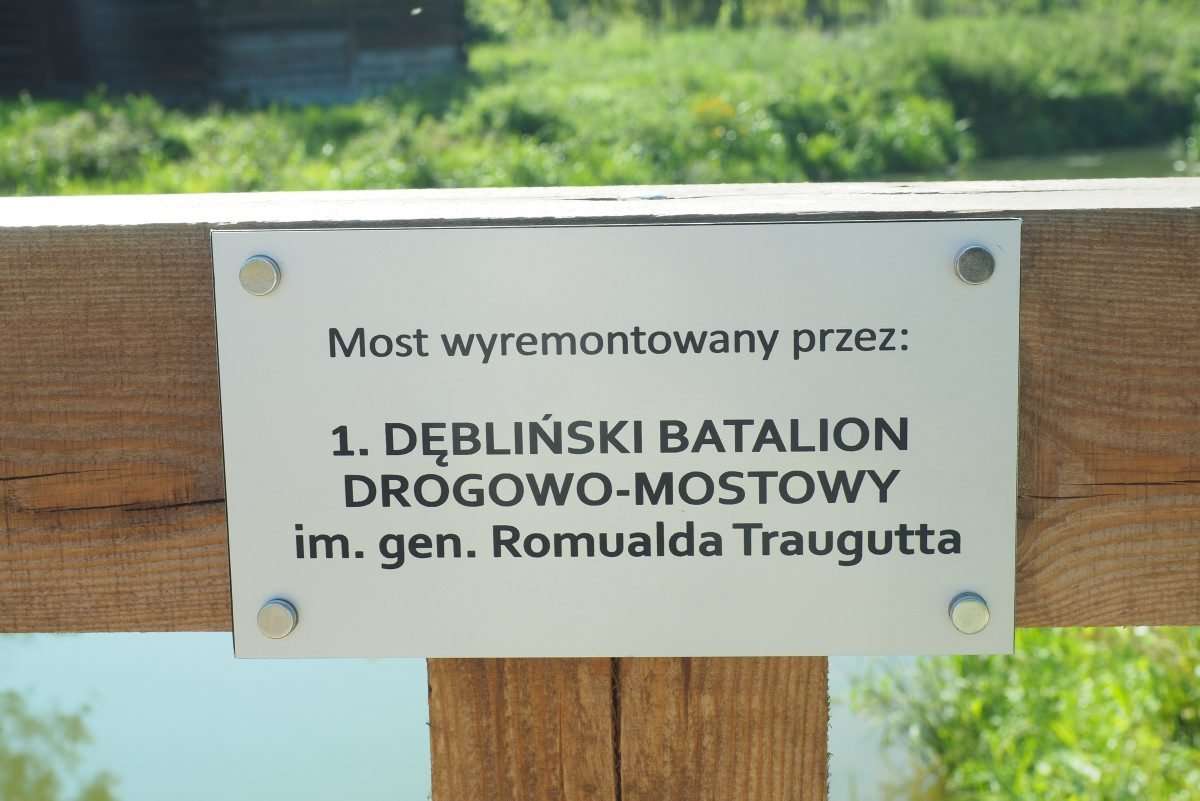 Most wyremontowany przez:
1. DĘBLIŃSKI BATALION
DROGOWO-MOSTOWY
im. gen. Romualda Traugutta